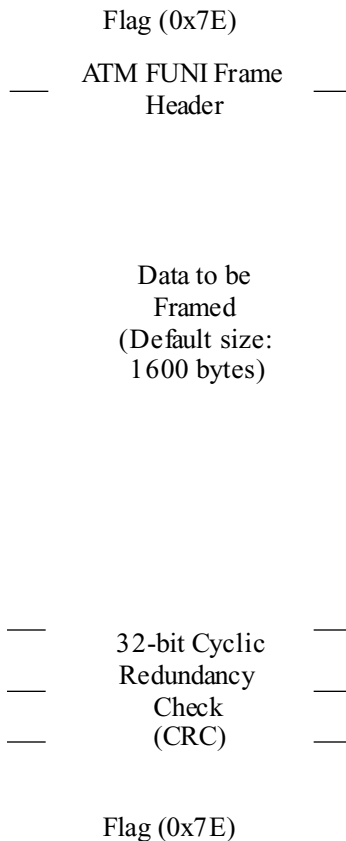 Flag (0x7E)
ATM FUNI Frame
Header
Data to be
Framed
(Default size:
1600 bytes)
32-bit Cyclic
Redundancy
Check
(CRC)
Flag (0x7E)